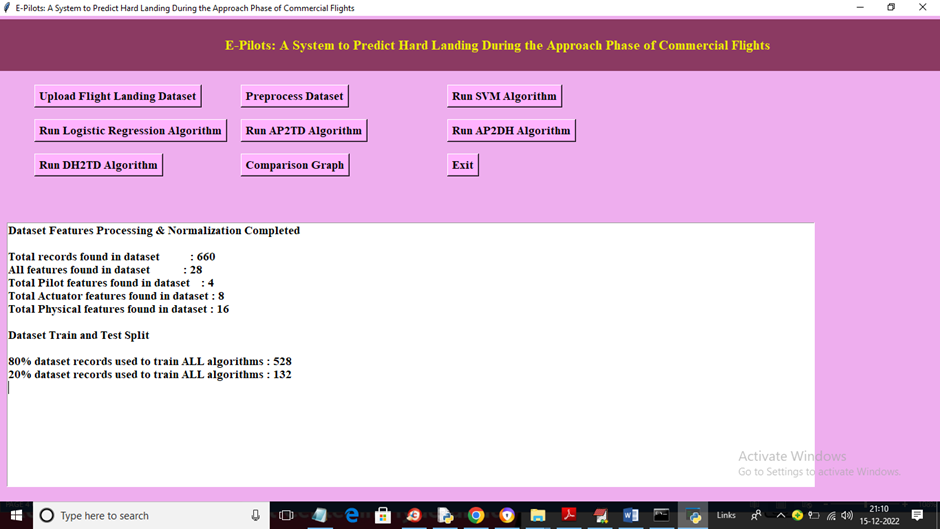 E-Pilots: A System to Predict Hard Landing During the Approach Phase of Commercial Flights
E-Pilots: A System to Predict Hard Landing During the Approach Phase of Commercial Flights
Upload Flight Landing Dataset Preprocess Dataset Run SVM Algorithm
Run Logistic Regression Algorithm Run AP2TD Algorithm Run AP2DH Algorithm
Run DH2TD Algorithm Comparison Graph Exit
Dataset Features Processing & Normalization Completed
Total records found in dataset : 660
All features found in dataset : 28
Total Pilot features found in dataset : 4
Total Actuator features found in dataset : 8
Total Physical features found in dataset : 16
Dataset Train and Test Split
80% dataset records used to train ALL algorithms : 528
20% dataset records used to train ALL algorithms : 132
Activate Windows
Go to Settings to activate Windows.
Type here to search Links 21:10
15-12-2022